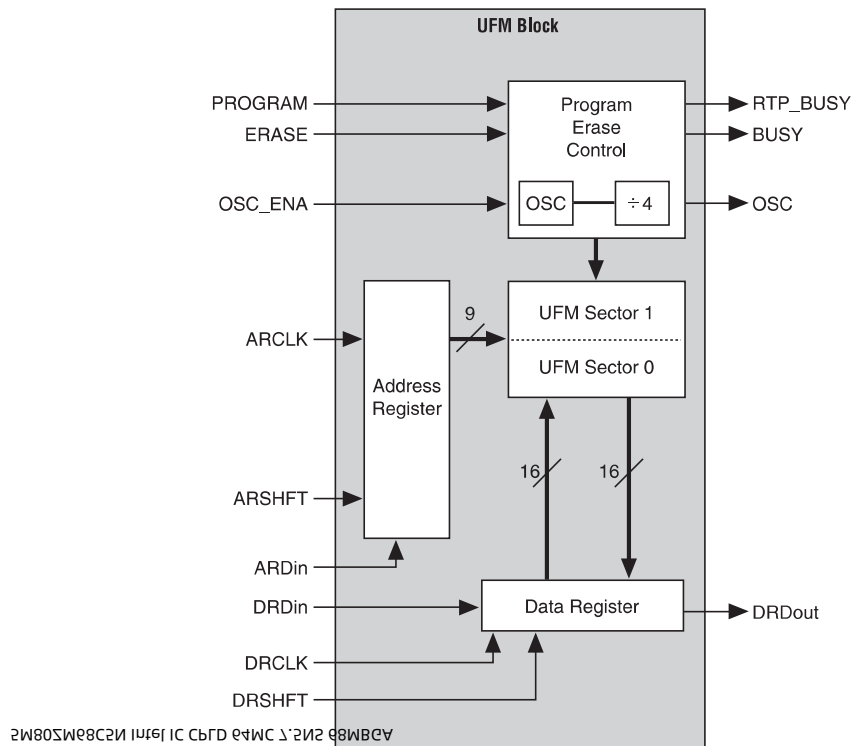 UFM Block
PROGRAM
ERASE
OSC_ENA
Program
Erase
Control
OSC
÷4
RTP_BUSY
BUSY
OSC
ARCLK
ARSHFT
ARDin
Address
Register
9
UFM Sector 1
UFM Sector 0
16
16
DRDin
DRCLK
DRSHFT
Data Register
DRDout
5M80ZM68C5N Intel IC CPLD 64MC 7.5NS 68MBGA